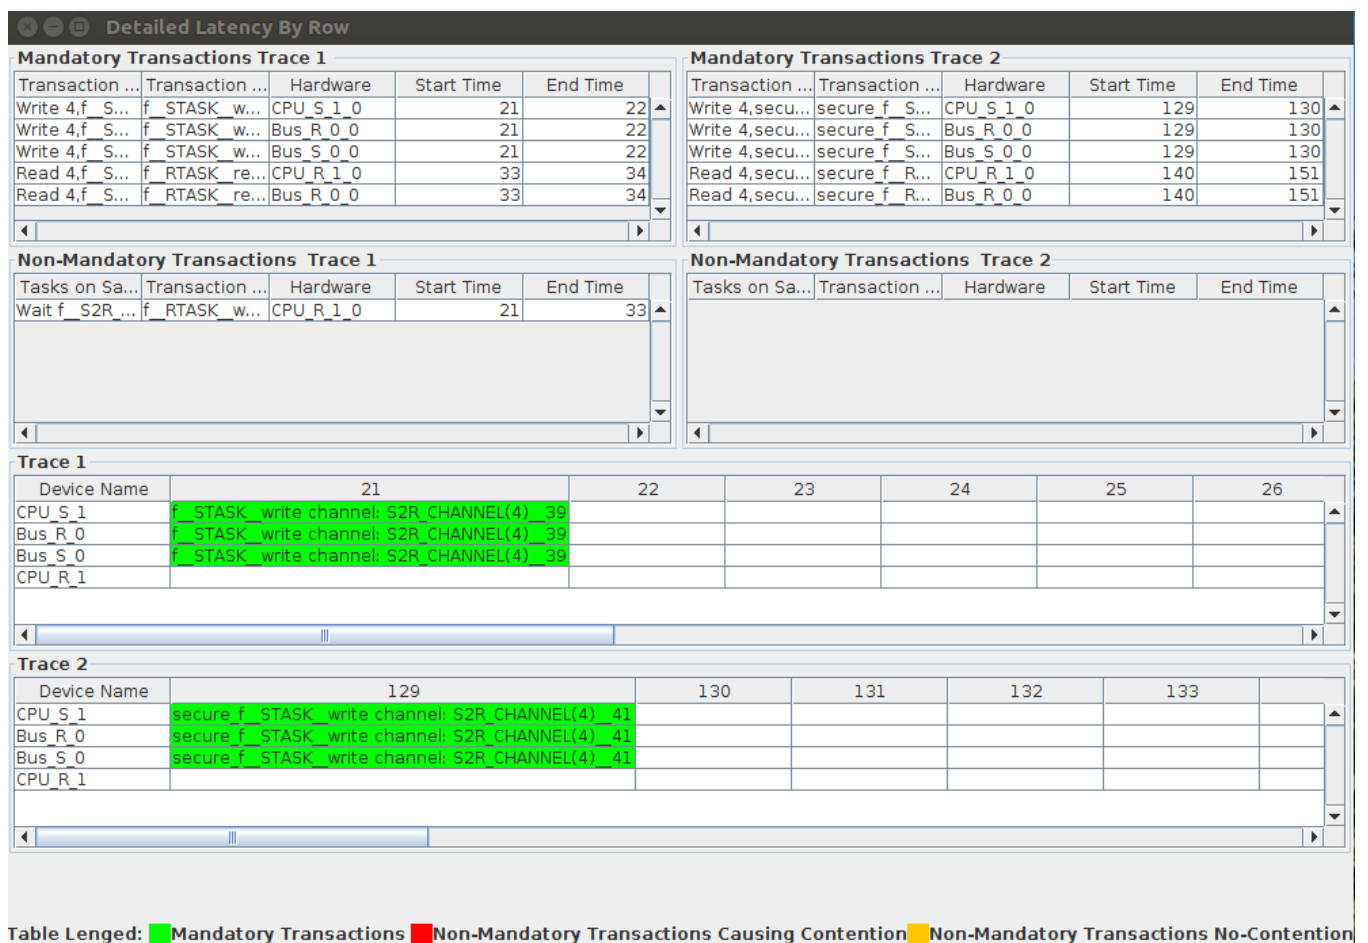 Detailed Latency By Row
Mandatory Transactions Trace 1
Transaction ... Transaction ... Hardware Start Time End Time
Write 4,f__S... f__STASK__w... CPU_S_1_0 21 22
Write 4,f__S... f__STASK__w... Bus_R_0_0 21 22
Write 4,f__S... f__STASK__w... Bus_S_0_0 21 22
Read 4,f__S... f__RTASK__re... CPU_R_1_0 33 34
Read 4,f__S... f__RTASK__re... Bus_R_0_0 33 34
Mandatory Transactions Trace 2
Transaction ... Transaction ... Hardware Start Time End Time
Write 4,secu... secure_f__S... CPU_S_1_0 129 130
Write 4,secu... secure_f__S... Bus_R_0_0 129 130
Write 4,secu... secure_f__S... Bus_S_0_0 129 130
Read 4,secu... secure_f__R... CPU_R_1_0 140 151
Read 4,secu... secure_f__R... Bus_R_0_0 140 151
Non-Mandatory Transactions Trace 1
Tasks on Sa... Transaction ... Hardware Start Time End Time
Wait f__S2R_... f__RTASK__w... CPU_R_1_0 21 33
Non-Mandatory Transactions Trace 2
Tasks on Sa... Transaction ... Hardware Start Time End Time
Trace 1
Device Name 21 22 23 24 25 26
CPU_S_1 f__STASK__write channel: S2R_CHANNEL(4)__39
Bus_R_0 f__STASK__write channel: S2R_CHANNEL(4)__39
Bus_S_0 f__STASK__write channel: S2R_CHANNEL(4)__39
CPU_R_1
Trace 2
Device Name 129 130 131 132 133
CPU_S_1 secure_f__STASK__write channel: S2R_CHANNEL(4)__41
Bus_R_0 secure_f__STASK__write channel: S2R_CHANNEL(4)__41
Bus_S_0 secure_f__STASK__write channel: S2R_CHANNEL(4)__41
CPU_R_1
Table Lenged: Mandatory Transactions Non-Mandatory Transactions Causing Contention Non-Mandatory Transactions No-Contention